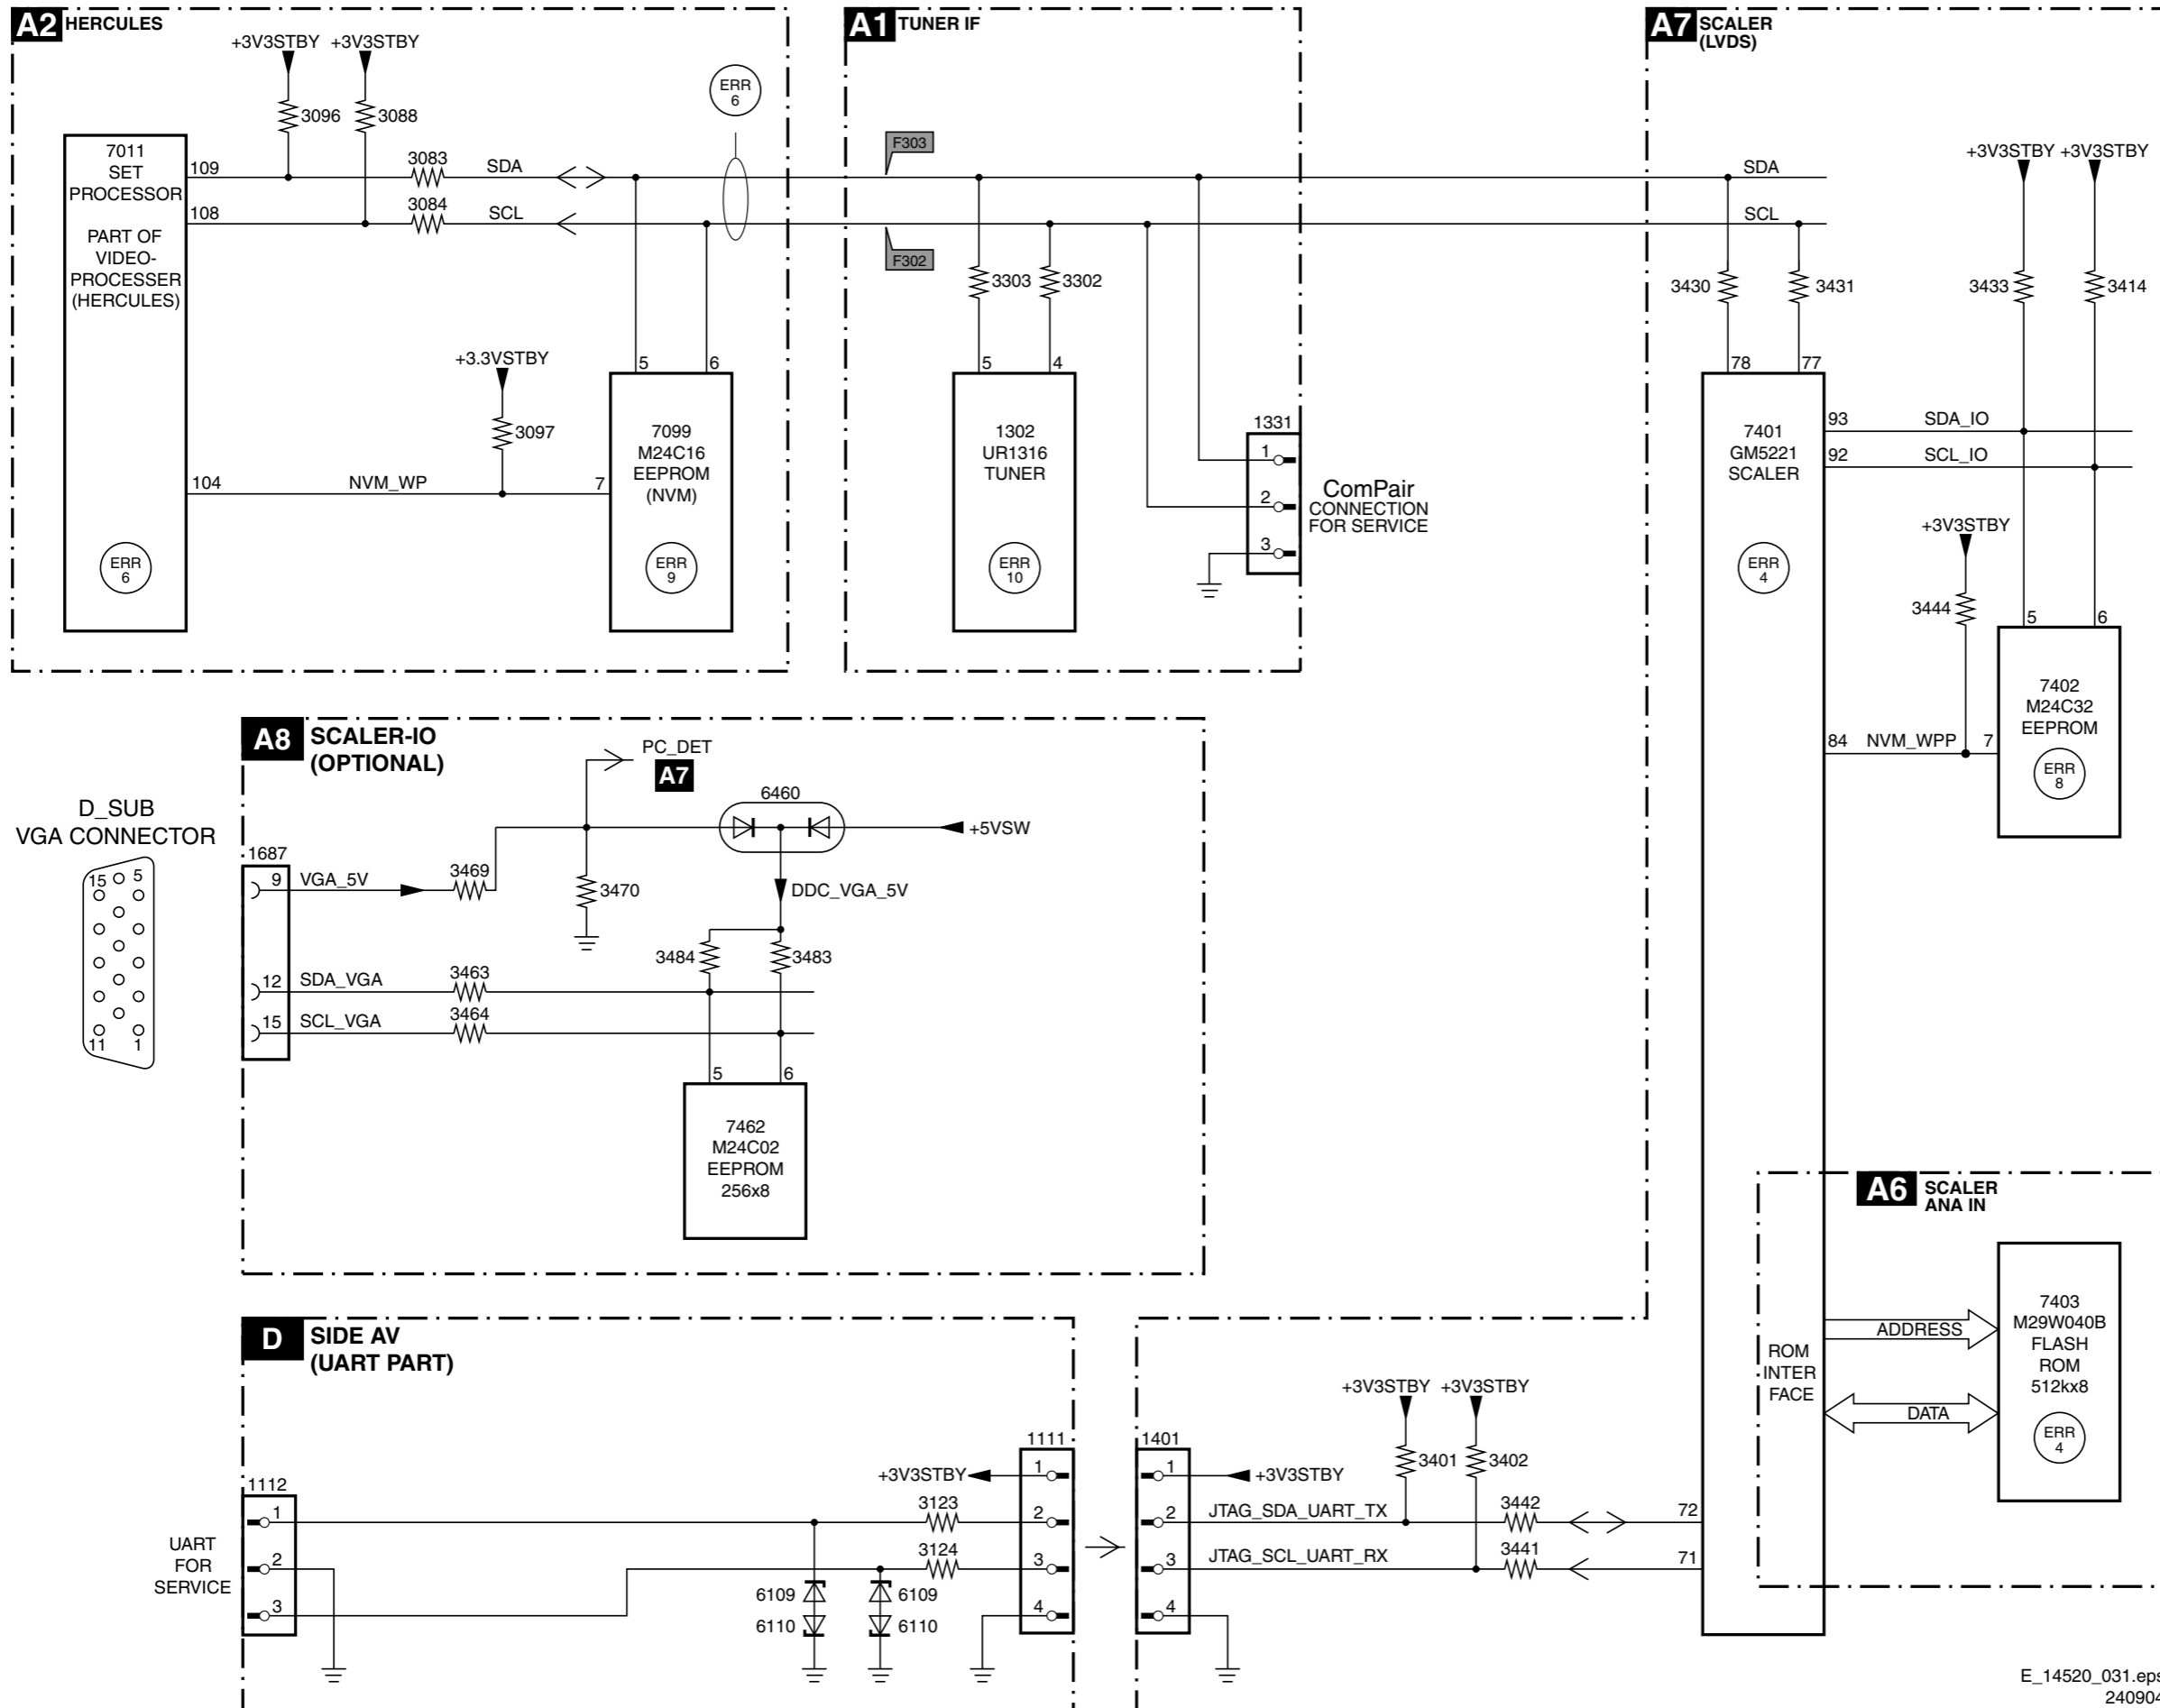 A2 HERCULES
+3V3STBY +3V3STBY
3096 3088
ERR
6
7011
SET
PROCESSOR
PART OF
VIDEO-
PROCESSER
(HERCULES)
ERR
6
109
3083
SDA
108
3084
SCL
+3.3VSTBY
3097
104
NVM_WP
7
5 6
7099
M24C16
EEPROM
(NVM)
ERR
9
A1 TUNER IF
F303
F302
3303 3302
5 4
1302
UR1316
TUNER
ERR
10
1331
1
2
3
ComPair
CONNECTION
FOR SERVICE
A7 SCALER
(LVDS)
SDA
SCL
3430 3431
78 77
7401
GM5221
SCALER
ERR
4
+3V3STBY +3V3STBY
3433 3414
93 SDA_IO
92 SCL_IO
+3V3STBY
3444
5 6
84 NVM_WPP 7
7402
M24C32
EEPROM
ERR
8
A8 SCALER-IO
(OPTIONAL)
PC_DET
A7
6460
+5VSW
D_SUB
VGA CONNECTOR
15 5
11 1
1687
9 VGA_5V
3469
3470
DDC_VGA_5V
3484 3483
12 SDA_VGA
3463
15 SCL_VGA
3464
5 6
7462
M24C02
EEPROM
256x8
A6 SCALER
ANA IN
ROM
INTER
FACE
ADDRESS
DATA
7403
M29W040B
FLASH
ROM
512kx8
ERR
4
D SIDE AV
(UART PART)
UART
FOR
SERVICE
1112
1
2
3
3123
3124
6109 6109
6110 6110
+3V3STBY
1111
1
2
3
4
1401
1
2
3
4
+3V3STBY
+3V3STBY +3V3STBY
3401 3402
JTAG_SDA_UART_TX
3442
72
JTAG_SCL_UART_RX
3441
71
E_14520_031.eps
240904